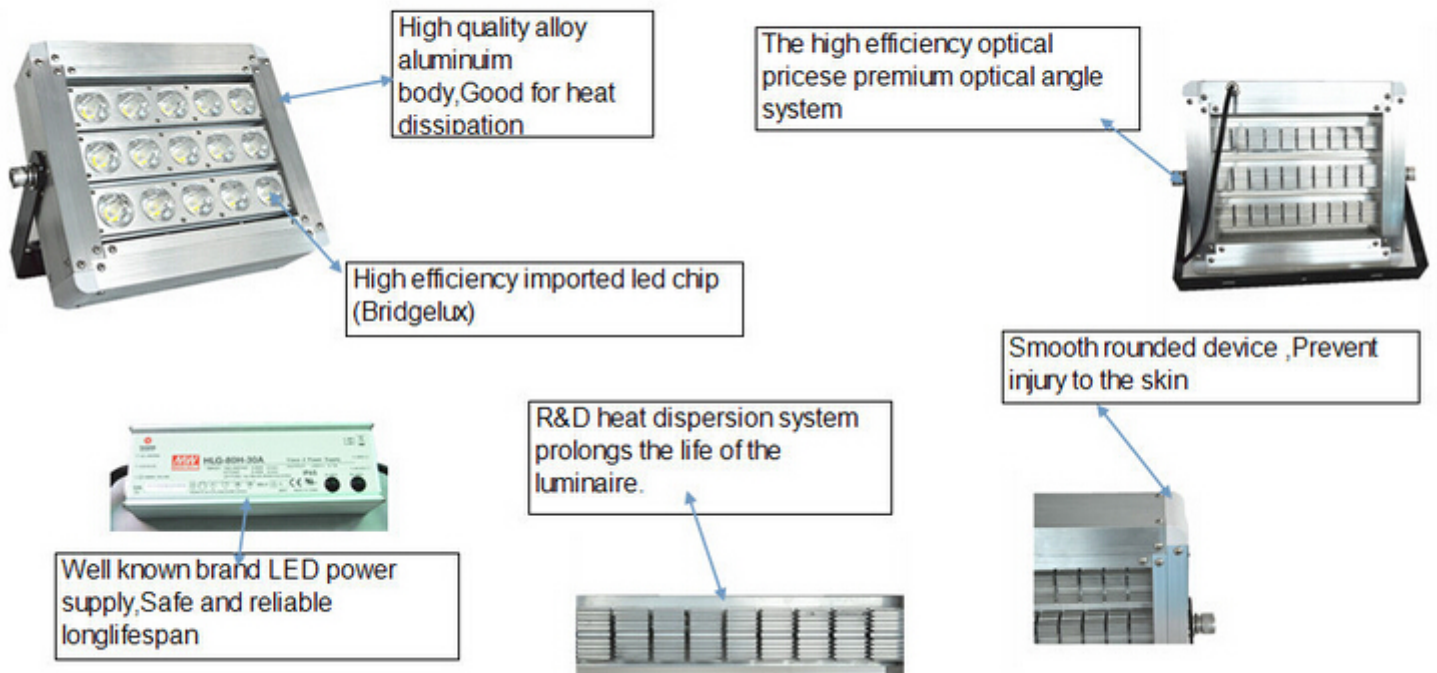 High quality alloy
aluminuim
body,Good for heat
dissipation
The high efficiency optical
pricese premium optical angle
system
High efficiency imported led chip
(Bridgelux)
Smooth rounded device ,Prevent
injury to the skin
R&D heat dispersion system
prolongs the life of the
luminaire.
MW HLG-80H-30A
Well known brand LED power
supply,Safe and reliable
longlifespan